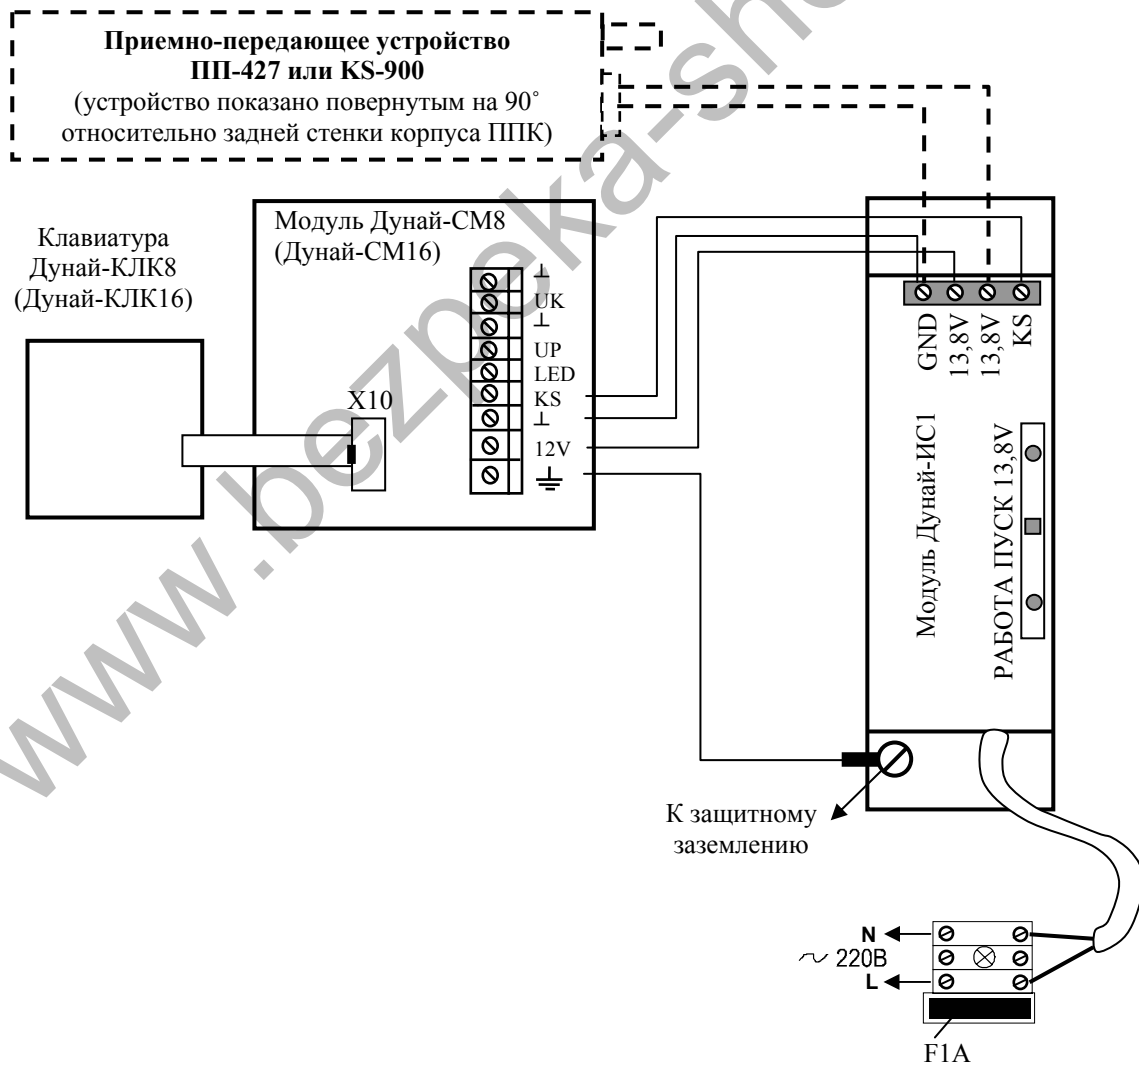 Приемно-передающее устройство
ПП-427 или KS-900
(устройство показано повернутым на 90˚
относительно задней стенки корпуса ППК)
Клавиатура
Дунай-КЛК8
(Дунай-КЛК16)
Модуль Дунай-СМ8
(Дунай-СМ16)
X10
⊥
UK
⊥
UP
LED
KS
⊥
12V
GND
13,8V
13,8V
KS
Модуль Дунай-ИС1
РАБОТА ПУСК 13,8V
К защитному
заземлению
N
~ 220В
L
F1A
www.bezpeka-sho